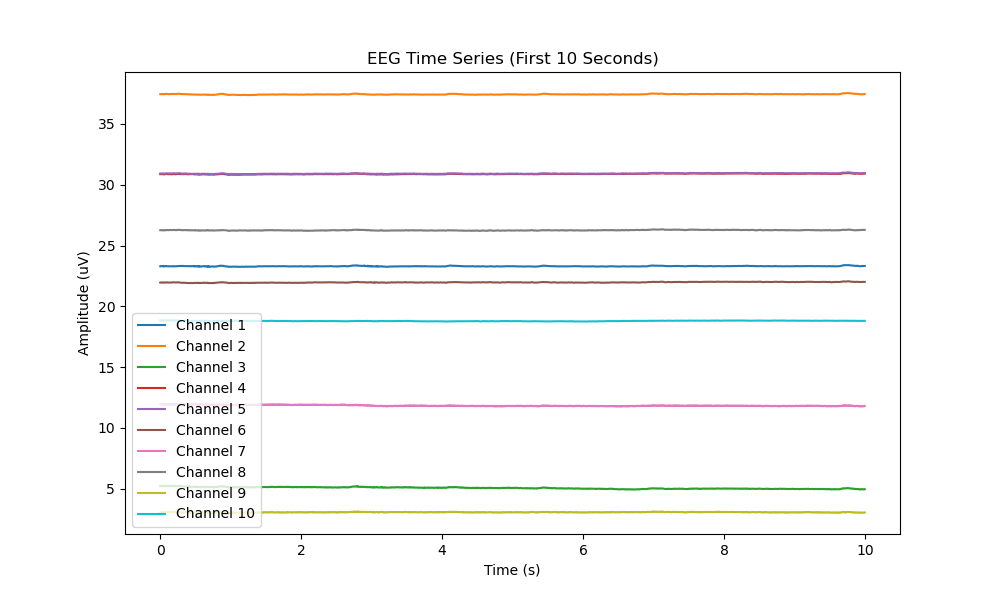 EEG Time Series (First 10 Seconds)
Amplitude (uV)
35
30
25
20
15
10
5
Channel 1
Channel 2
Channel 3
Channel 4
Channel 5
Channel 6
Channel 7
Channel 8
Channel 9
Channel 10
0 2 4 6 8 10
Time (s)